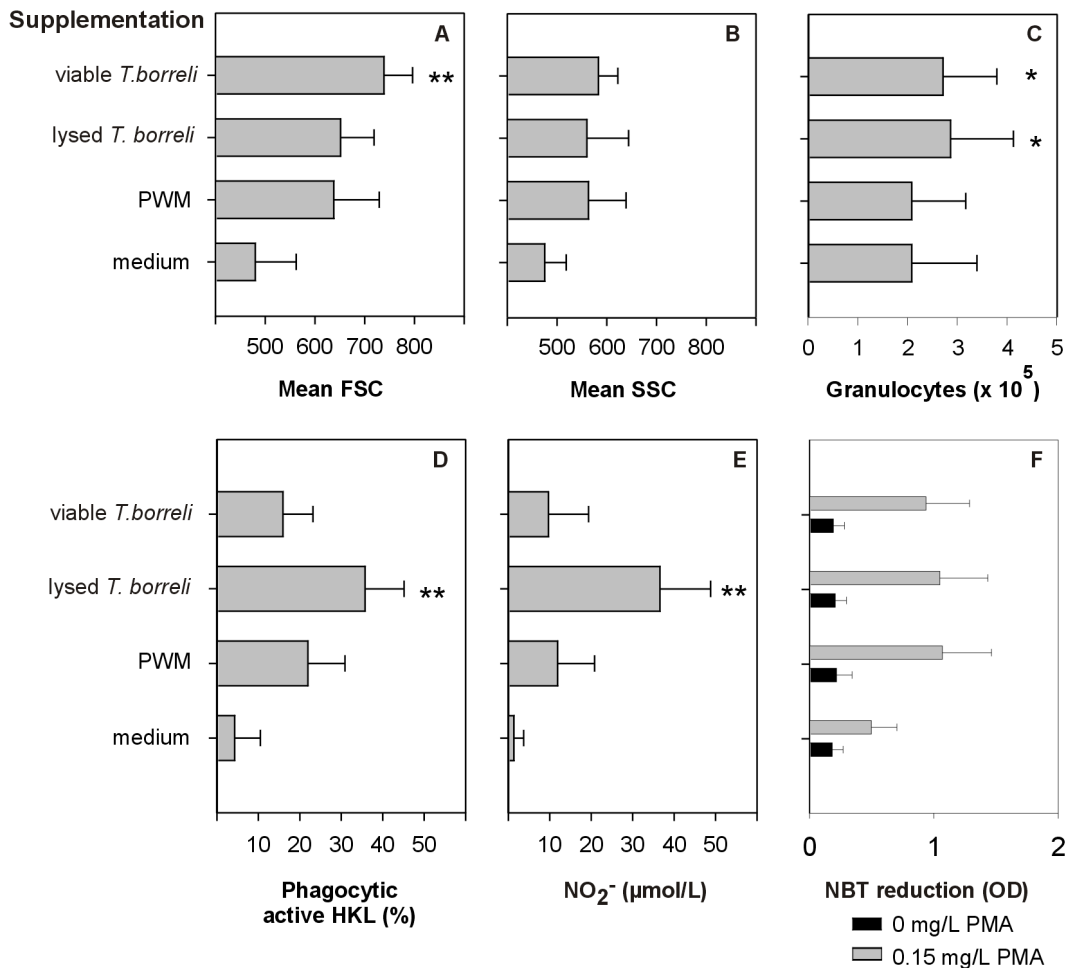 Supplementation
A
B
C
viable T.borreli
**
*
lysed T. borreli
*
PWM
medium
500 600 700 800
500 600 700 800
0 1 2 3 4 5
Mean FSC
Mean SSC
Granulocytes (x 10⁵)
D
E
F
viable T.borreli
lysed T. borreli
**
**
PWM
medium
10 20 30 40 50
10 20 30 40 50
0 1 2
Phagocytic
active HKL (%)
NO₂⁻ (µmol/L)
NBT reduction (OD)
0 mg/L PMA
0.15 mg/L PMA